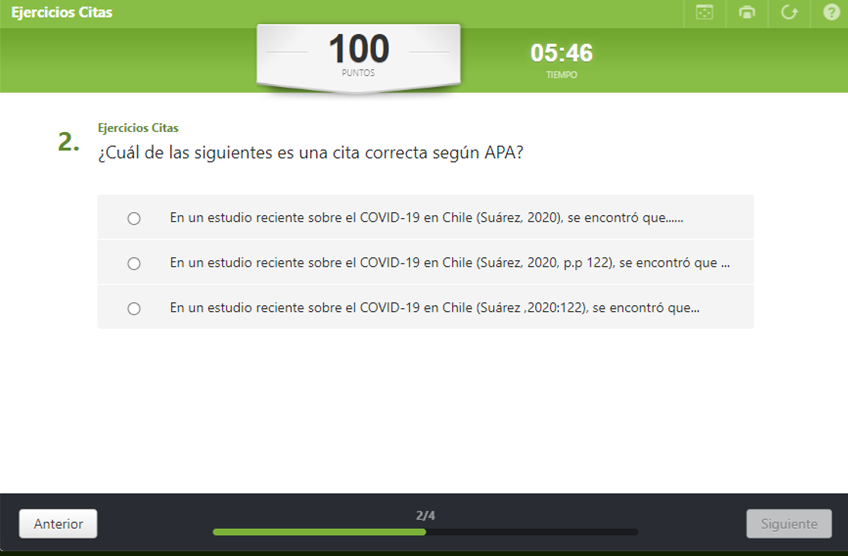 Ejercicios Citas
100
PUNTOS
05:46
TIEMPO
?
2.
Ejercicios Citas
¿Cuál de las siguientes es una cita correcta según APA?
En un estudio reciente sobre el COVID-19 en Chile (Suárez, 2020), se encontró que......
En un estudio reciente sobre el COVID-19 en Chile (Suárez, 2020, p.p 122), se encontró que ...
En un estudio reciente sobre el COVID-19 en Chile (Suárez ,2020:122), se encontró que...
Anterior
2/4
Siguiente